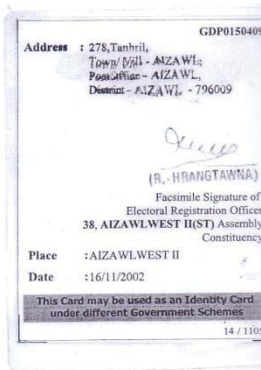 GDP0150409
Address : 278,Tanhril,
Town/ Vill - AIZAWL,
Post Office - AIZAWL,
District - AIZAWL - 796009
(R. HRANGTAWNA)
Facsimile Signature of
Electoral Registration Officer
38, AIZAWLWEST II(ST) Assembly
Constituency
Place :AIZAWLWEST II
Date :16/11/2002
This Card may be used as an Identity Card
under different Government Schemes
14 / 1105